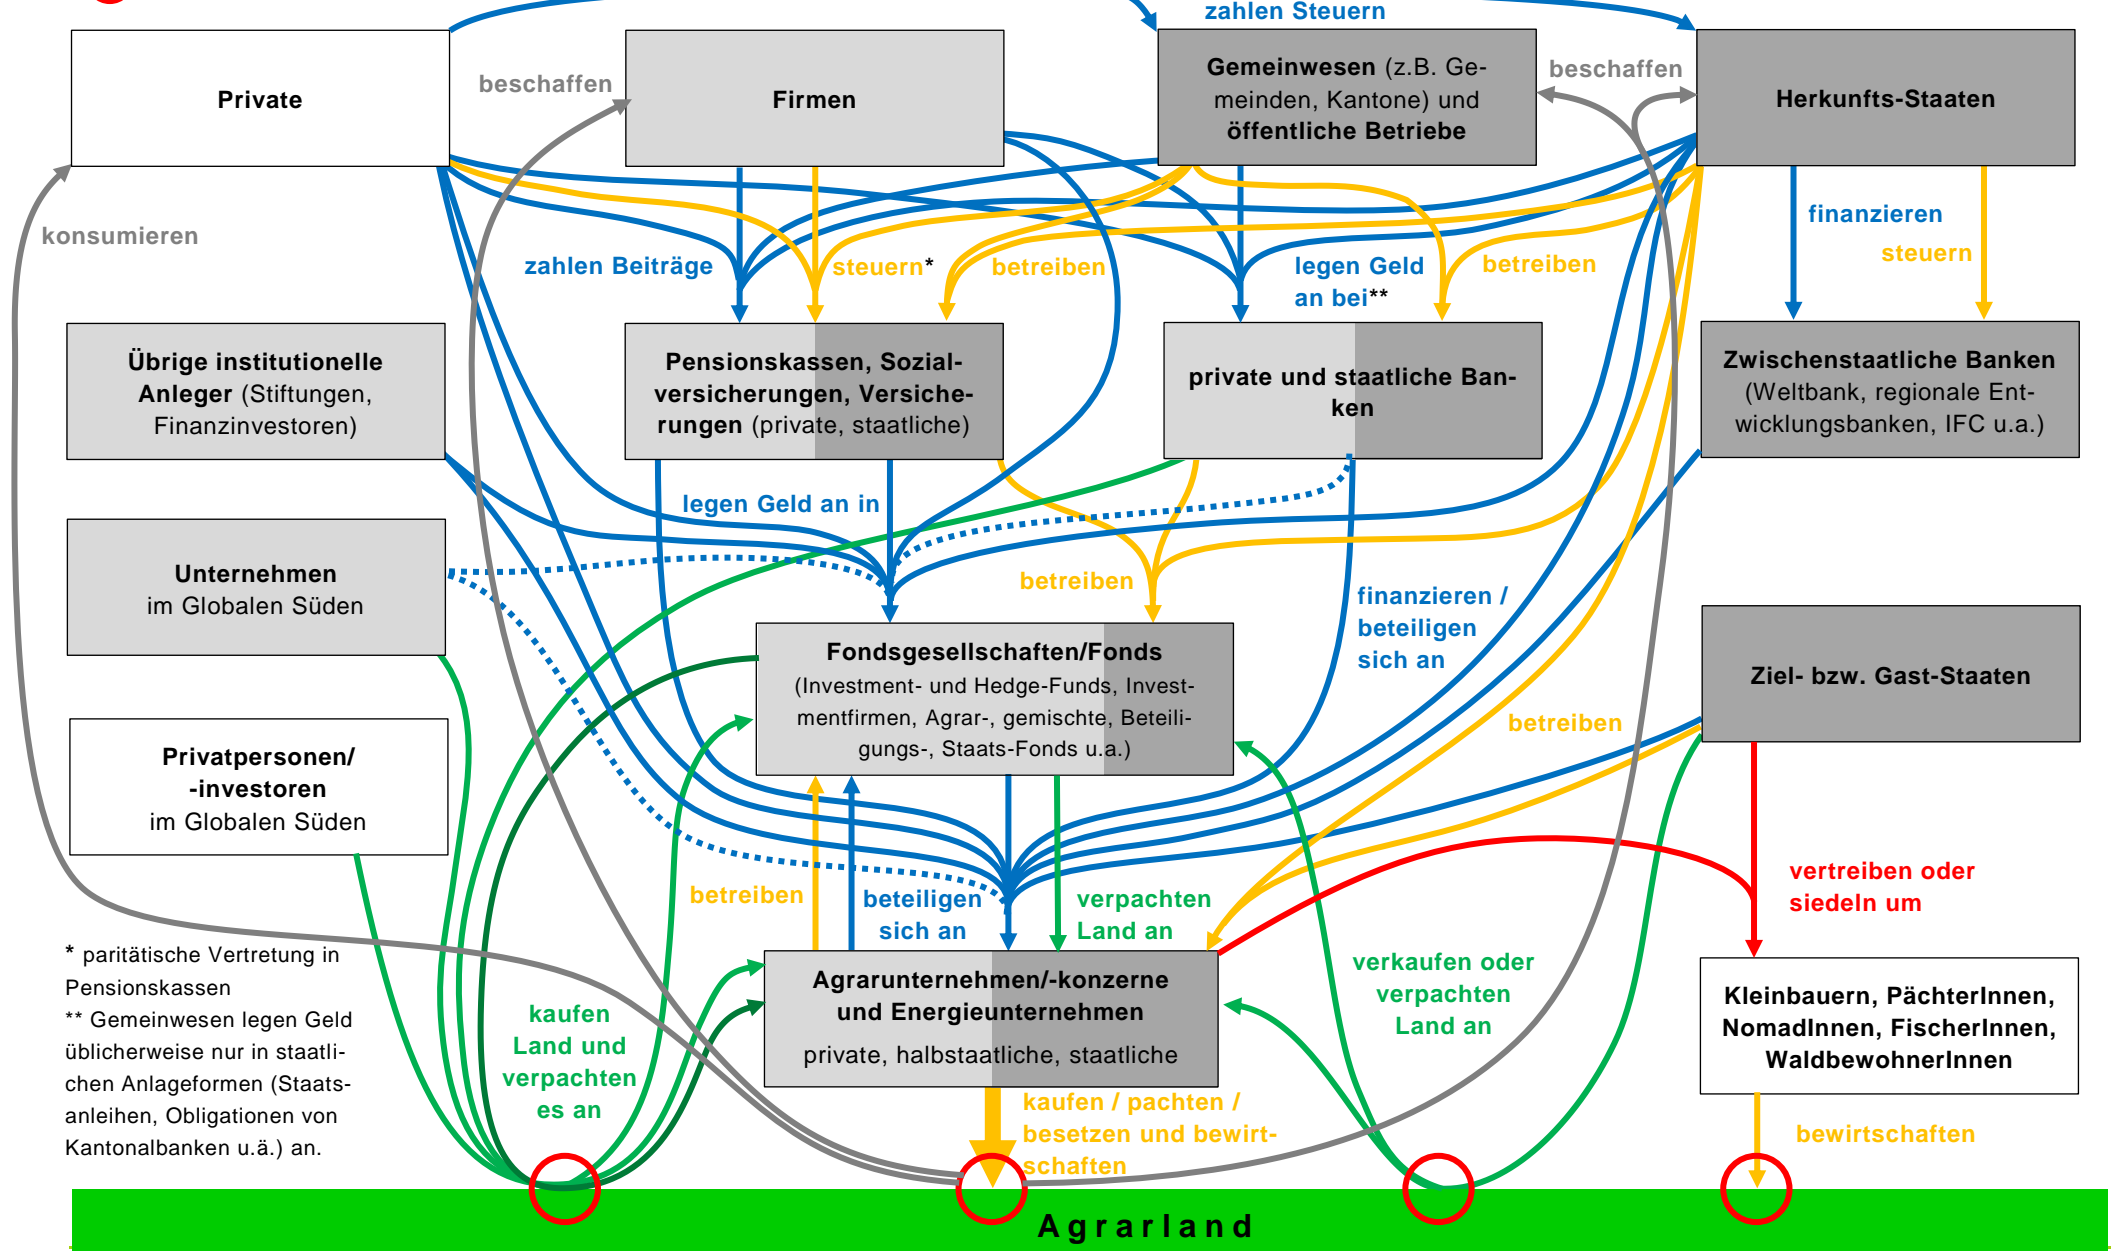 zahlen Steuern
Private
beschaffen
Firmen
Gemeinwesen (z.B. Ge-
meinden, Kantone) und
öffentliche Betriebe
beschaffen
Herkunfts-Staaten
konsumieren
zahlen Beiträge
steuern*
betreiben
legen Geld
an bei**
betreiben
finanzieren
steuern
Übrige institutionelle
Anleger (Stiftungen,
Finanzinvestoren)
Pensionskassen, Sozial-
versicherungen, Versiche-
rungen (private, staatliche)
private und staatliche Ban-
ken
Zwischenstaatliche Banken
(Weltbank, regionale Ent-
wicklungsbanken, IFC u.a.)
legen Geld an in
Unternehmen
im Globalen Süden
betreiben
finanzieren /
beteiligen
sich an
Fondsgesellschaften/Fonds
(Investment- und Hedge-Funds, Invest-
mentfirmen, Agrar-, gemischte, Beteili-
gungs-, Staats-Fonds u.a.)
Ziel- bzw. Gast-Staaten
betreiben
Privatpersonen/
-investoren
im Globalen Süden
betreiben
beteiligen
sich an
verpachten
Land an
vertreiben oder
siedeln um
* paritätische Vertretung in
Pensionskassen
** Gemeinwesen legen Geld
üblicherweise nur in staatli-
chen Anlageformen (Staats-
anleihen, Obligationen von
Kantonalbanken u.ä.) an.
kaufen
Land und
verpachten
es an
Agrarunternehmen/-konzerne
und Energieunternehmen
private, halbstaatliche, staatliche
verkaufen oder
verpachten
Land an
Kleinbauern, PächterInnen,
NomadInnen, FischerInnen,
WaldbewohnerInnen
kaufen / pachten /
besetzen und bewirt-
schaften
bewirtschaften
Agrarland